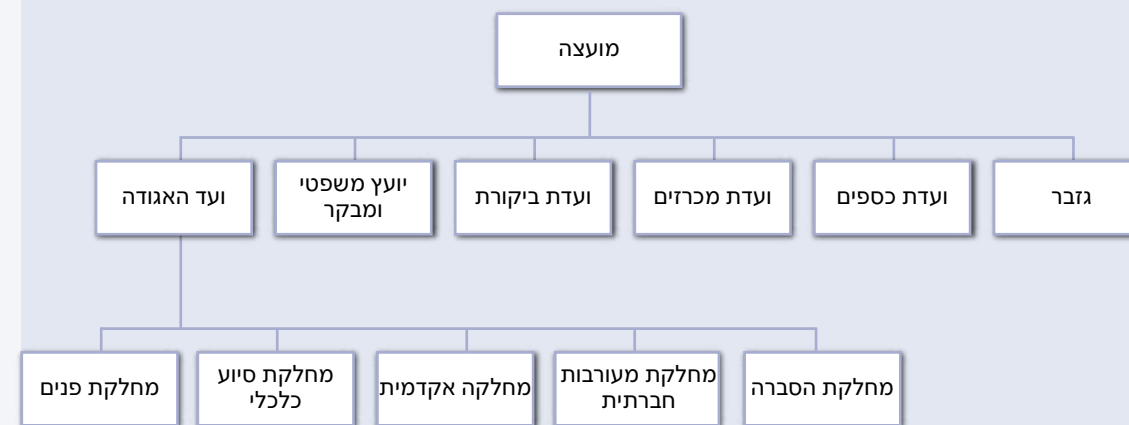 מועצה
גזבר
ועדת כספים
ועדת מכרזים
ועדת ביקורת
יועץ משפטי
ומבקר
ועד האגודה
מחלקת הסברה
מחלקת מעורבות
חברתית
מחלקה אקדמית
מחלקת סיוע
כלכלי
מחלקת פנים